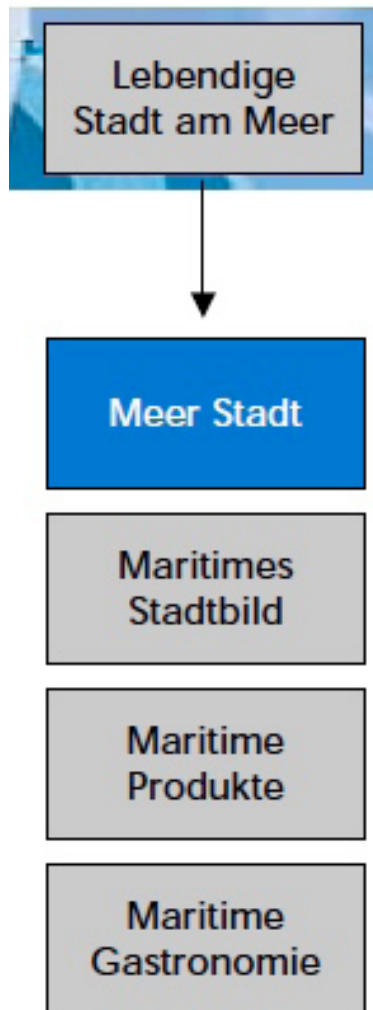 Lebendige
Stadt am Meer
Meer Stadt
Maritimes
Stadtbild
Maritime
Produkte
Maritime
Gastronomie